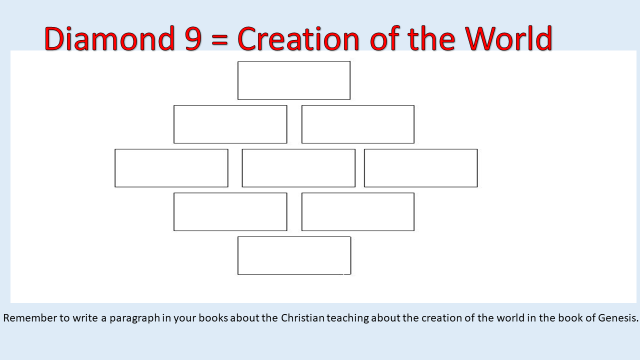 Diamond 9 = Creation of the World
Remember to write a paragraph in your books about the Christian teaching about the creation of the world in the book of Genesis.